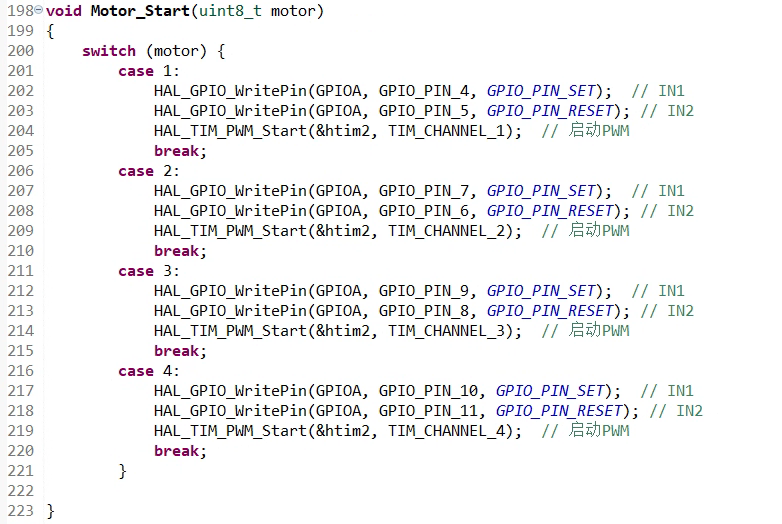 198 void Motor_Start(uint8_t motor)
199 {
200     switch (motor) {
201         case 1:
202             HAL_GPIO_WritePin(GPIOA, GPIO_PIN_4, GPIO_PIN_SET);  // IN1
203             HAL_GPIO_WritePin(GPIOA, GPIO_PIN_5, GPIO_PIN_RESET); // IN2
204             HAL_TIM_PWM_Start(&htim2, TIM_CHANNEL_1);  // 启动PWM
205             break;
206         case 2:
207             HAL_GPIO_WritePin(GPIOA, GPIO_PIN_7, GPIO_PIN_SET);  // IN1
208             HAL_GPIO_WritePin(GPIOA, GPIO_PIN_6, GPIO_PIN_RESET); // IN2
209             HAL_TIM_PWM_Start(&htim2, TIM_CHANNEL_2);  // 启动PWM
210             break;
211         case 3:
212             HAL_GPIO_WritePin(GPIOA, GPIO_PIN_9, GPIO_PIN_SET);  // IN1
213             HAL_GPIO_WritePin(GPIOA, GPIO_PIN_8, GPIO_PIN_RESET); // IN2
214             HAL_TIM_PWM_Start(&htim2, TIM_CHANNEL_3);  // 启动PWM
215             break;
216         case 4:
217             HAL_GPIO_WritePin(GPIOA, GPIO_PIN_10, GPIO_PIN_SET);  // IN1
218             HAL_GPIO_WritePin(GPIOA, GPIO_PIN_11, GPIO_PIN_RESET); // IN2
219             HAL_TIM_PWM_Start(&htim2, TIM_CHANNEL_4);  // 启动PWM
220             break;
221         }
222
223 }